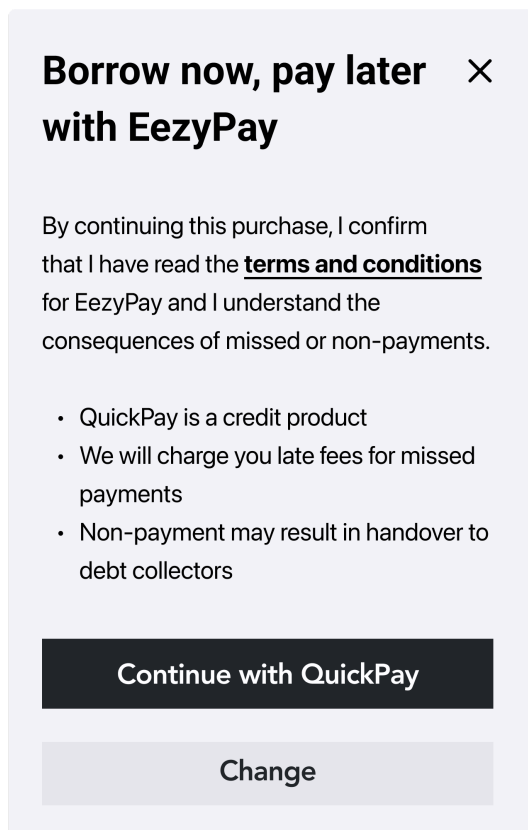 Borrow now, pay later
with EezyPay
By continuing this purchase, I confirm
that I have read the terms and conditions
for EezyPay and I understand the
consequences of missed or non-payments.
• QuickPay is a credit product
• We will charge you late fees for missed
payments
• Non-payment may result in handover to
debt collectors
Continue with QuickPay
Change